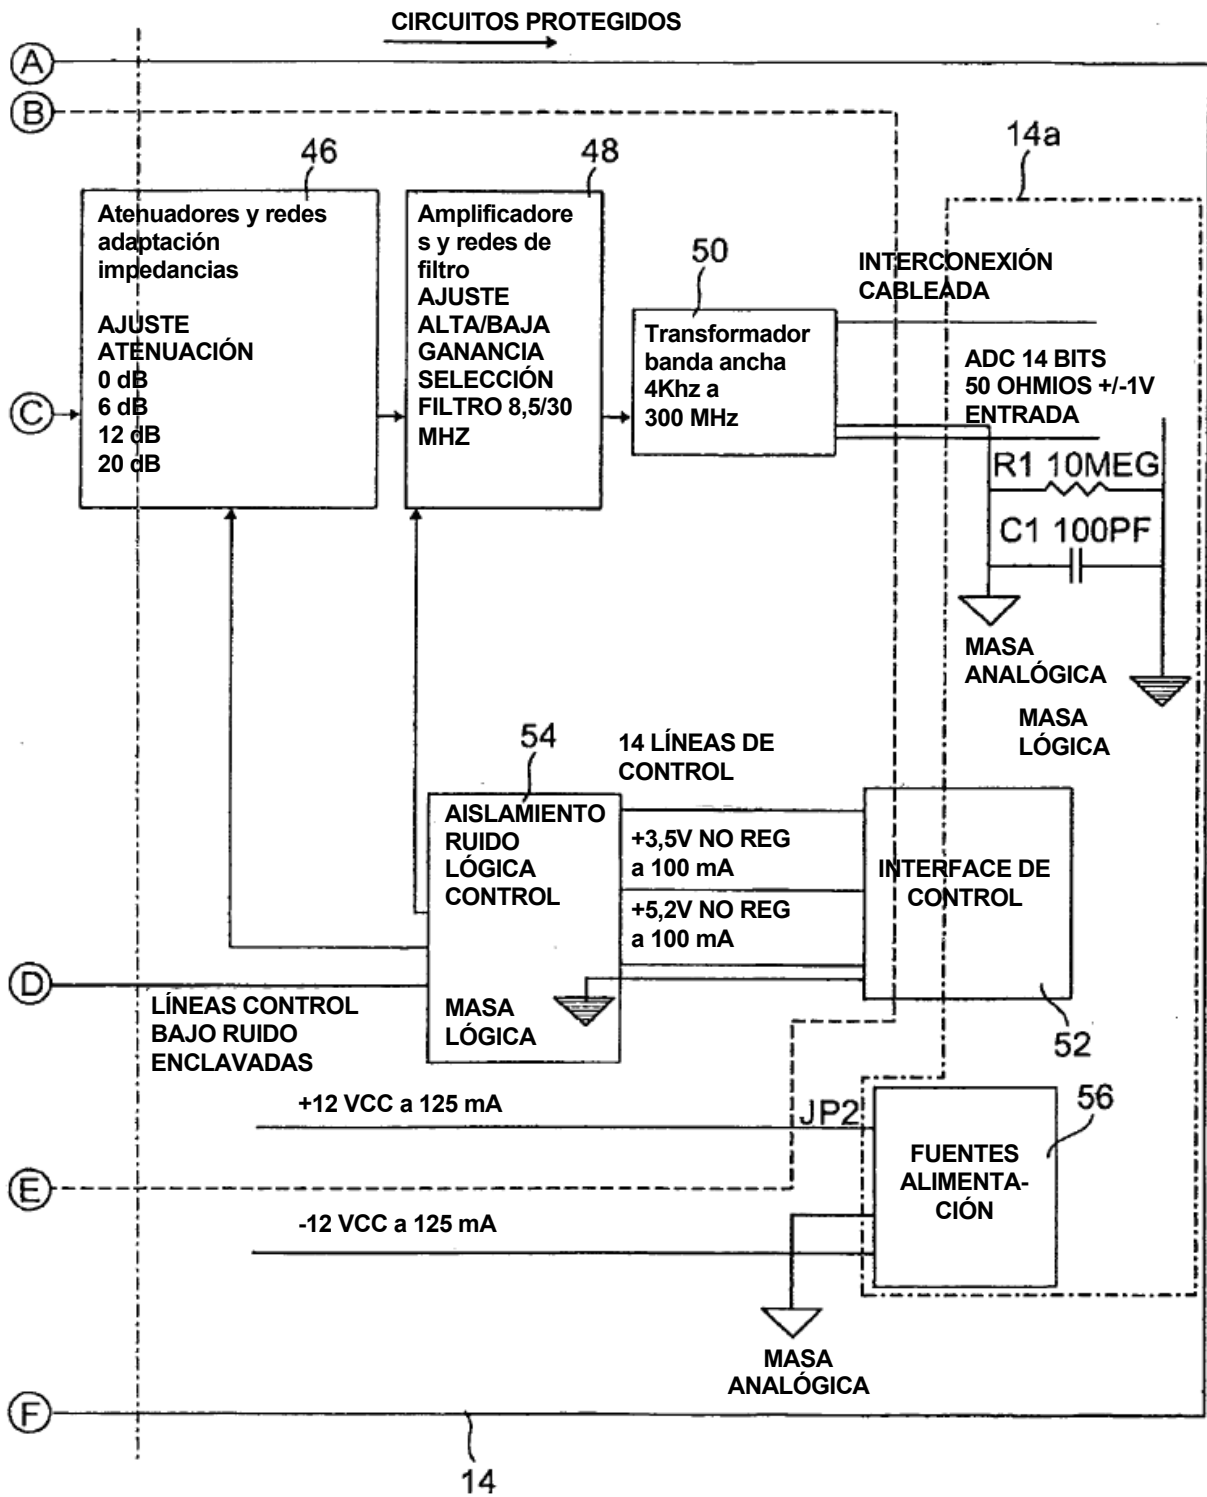 CIRCUITOS PROTEGIDOS
A
B
46
48
14a
Atenuadores y redes
adaptación
impedancias
AJUSTE
ATENUACIÓN
0 dB
6 dB
12 dB
20 dB
Amplificadore
s y redes de
filtro
AJUSTE
ALTA/BAJA
GANANCIA
SELECCIÓN
FILTRO 8,5/30
MHZ
50
Transformador
banda ancha
4Khz a
300 MHz
INTERCONEXIÓN
CABLEADA
ADC 14 BITS
50 OHMIOS +/-1V
ENTRADA
C
R1 10MEG
C1 100PF
MASA
ANALÓGICA
MASA
LÓGICA
54
14 LÍNEAS DE
CONTROL
AISLAMIENTO
RUIDO
LÓGICA
CONTROL
+3,5V NO REG
a 100 mA
+5,2V NO REG
a 100 mA
INTERFACE DE
CONTROL
D
MASA
LÓGICA
LÍNEAS CONTROL
BAJO RUIDO
ENCLAVADAS
52
+12 VCC a 125 mA
JP2
56
FUENTES
ALIMENTA-
CIÓN
E
-12 VCC a 125 mA
MASA
ANALÓGICA
F
14